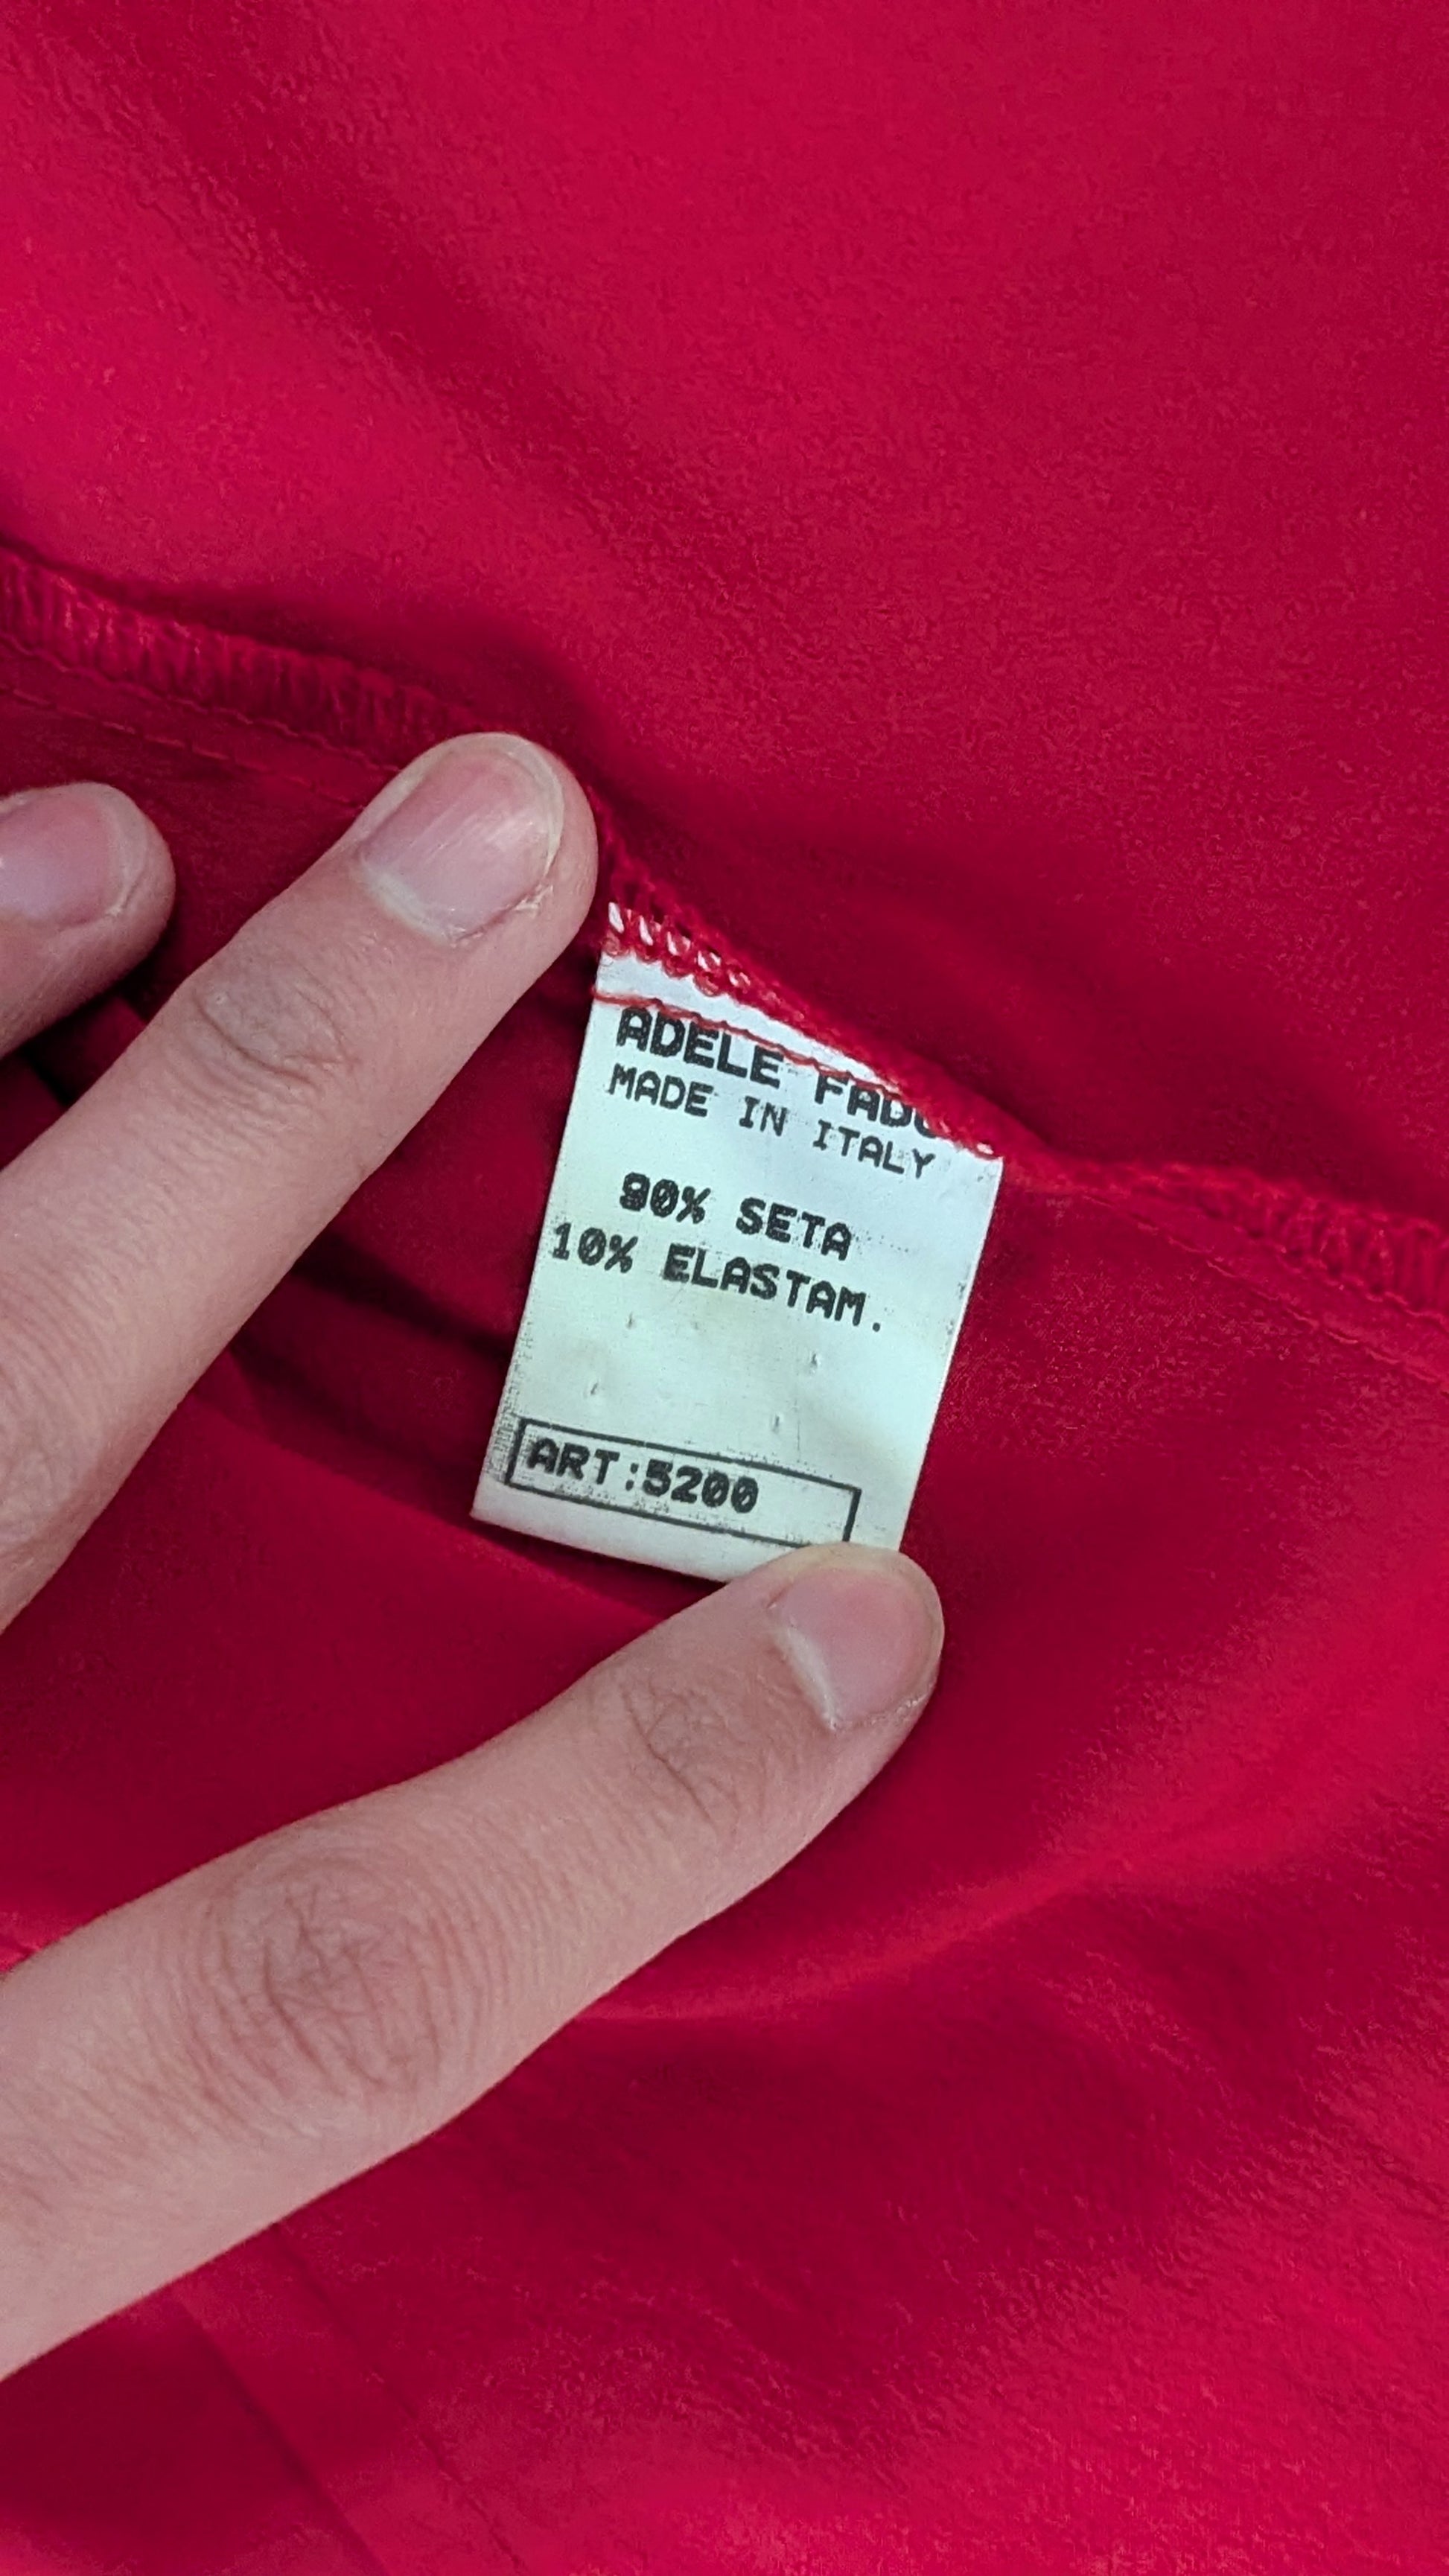 ADELE
MADE IN ITALY
90% SETA
10% ELASTAM.
ART:5200